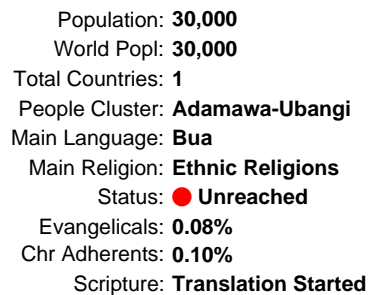 Population: 30,000
World Popl: 30,000
Total Countries: 1
People Cluster: Adamawa-Ubangi
Main Language: Bua
Main Religion: Ethnic Religions
Status: Unreached
Evangelicals: 0.08%
Chr Adherents: 0.10%
Scripture: Translation Started